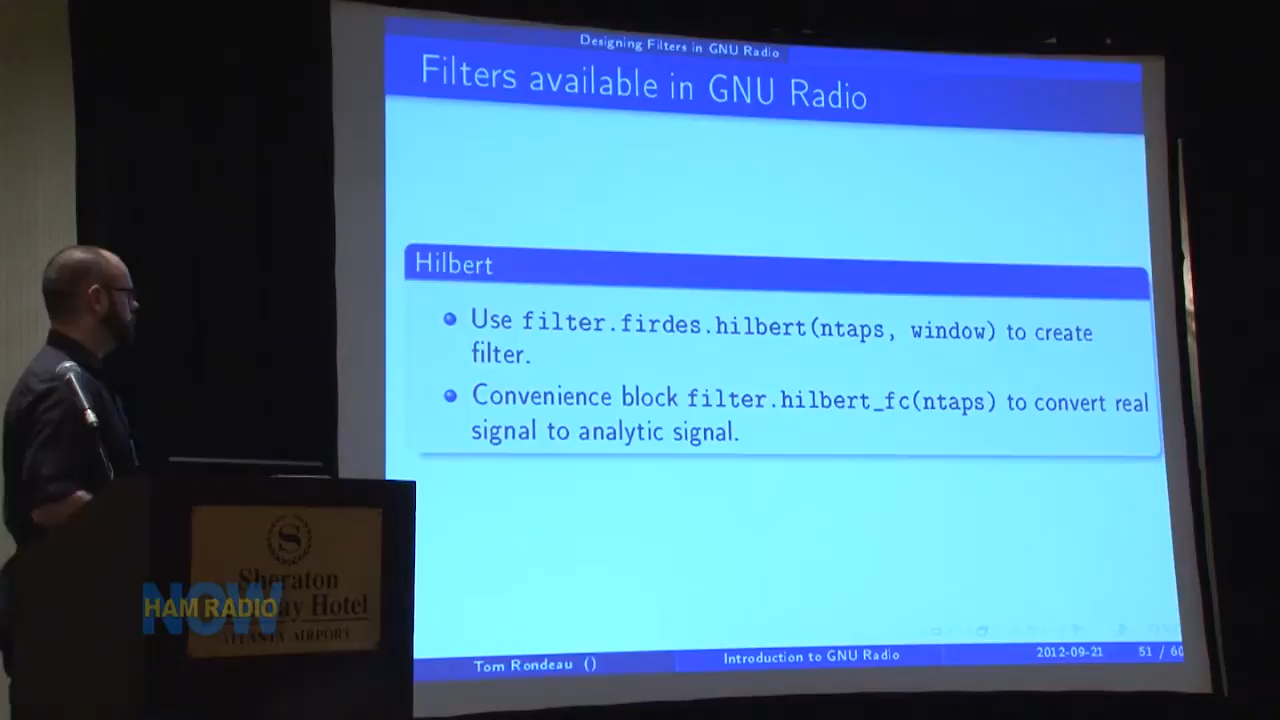 Designing Filters in GNU Radio
Filters available in GNU Radio
Hilbert
Use filter.firdes.hilbert(ntaps, window) to create
filter.
Convenience block filter.hilbert_fc(ntaps) to convert real
signal to analytic signal.
Tom Rondeau ()
Introduction to GNU Radio
2012-09-21
51 / 60
S
Sheraton
Hotel
ATLANTA AIRPORT
NOW
HAM RADIO